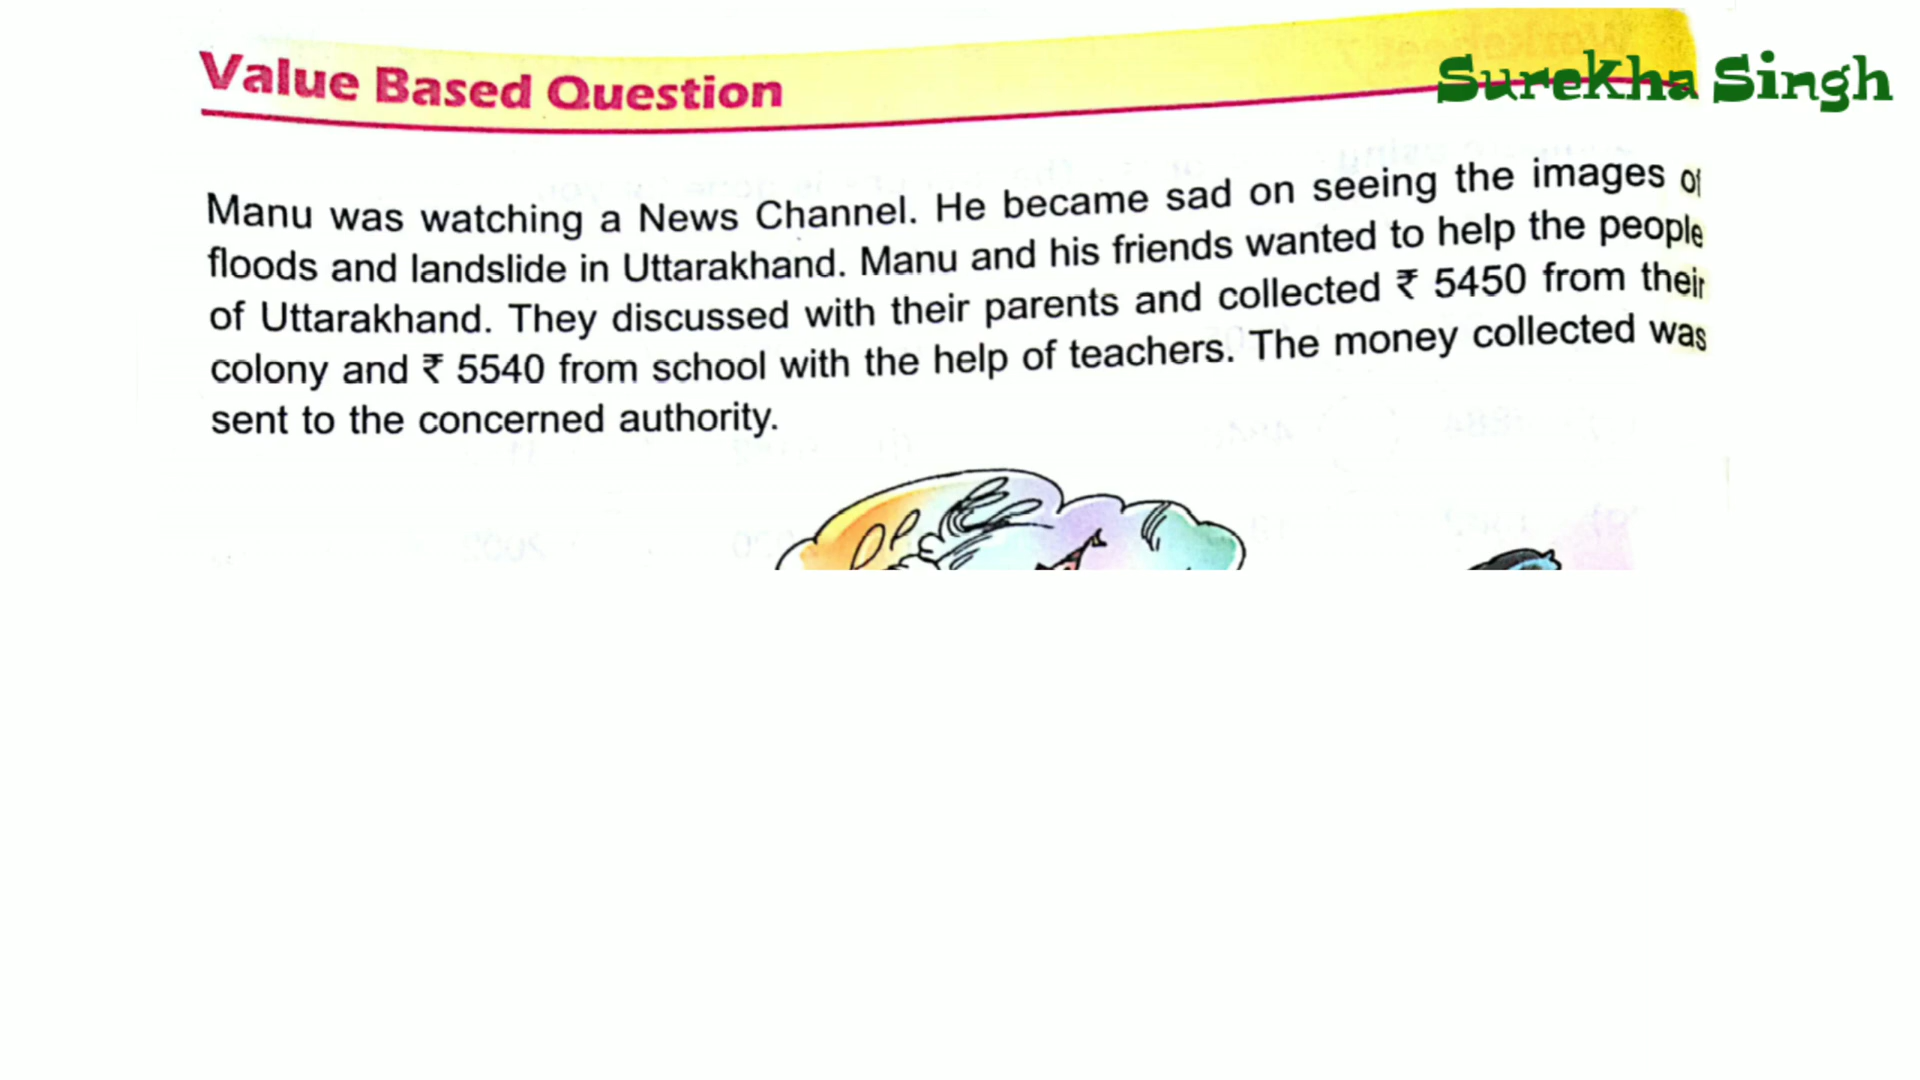 Value Based Question
Surekha Singh
Manu was watching a News Channel. He became sad on seeing the images of
floods and landslide in Uttarakhand. Manu and his friends wanted to help the people
of Uttarakhand. They discussed with their parents and collected ₹ 5450 from their
colony and ₹ 5540 from school with the help of teachers. The money collected was
sent to the concerned authority.